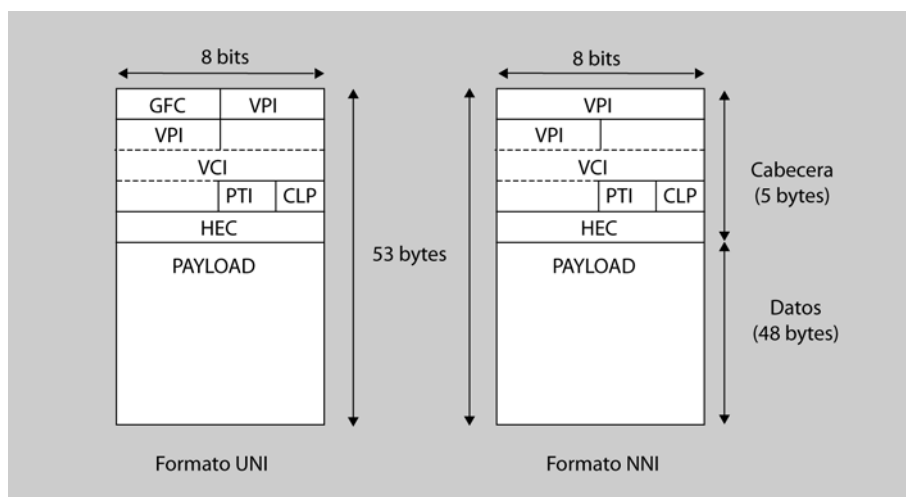 8 bits
GFC VPI
VPI
VCI
PTI CLP
HEC
PAYLOAD
Formato UNI
53 bytes
8 bits
VPI
VPI
VCI
PTI CLP
HEC
PAYLOAD
Formato NNI
Cabecera
(5 bytes)
Datos
(48 bytes)